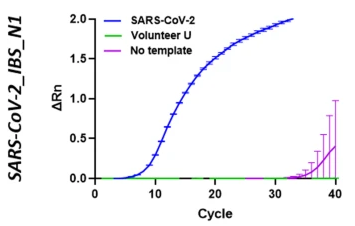 SARS-CoV-2_IBS_N1
ΔRn
2.0
1.5
1.0
0.5
0.0
SARS-CoV-2
Volunteer U
No template
0 10 20 30 40
Cycle